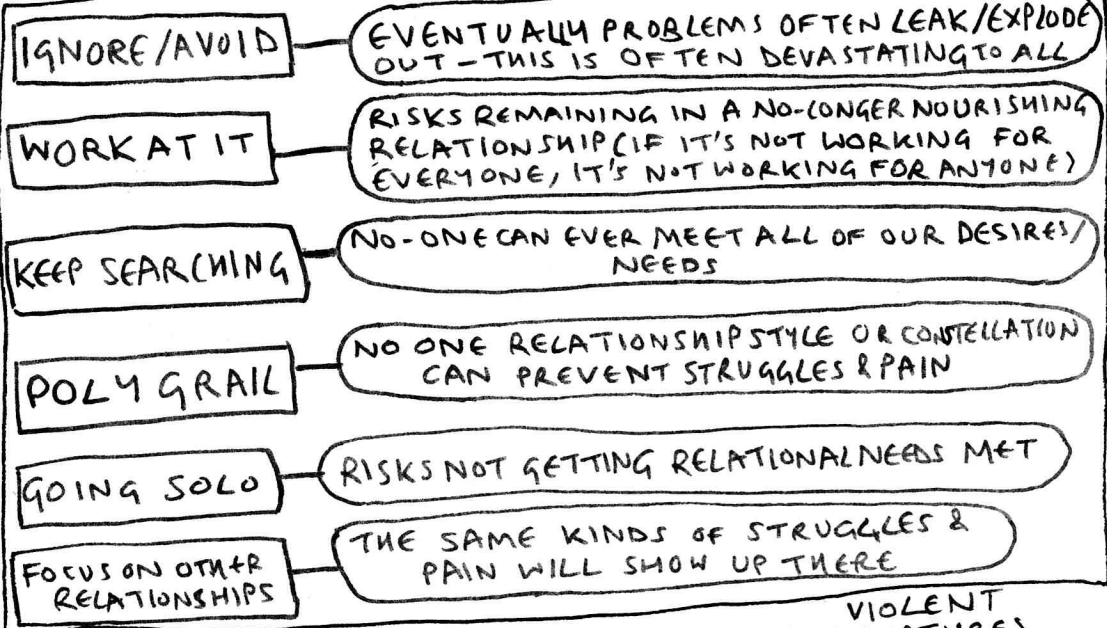 IGNORE/AVOID
EVENTUALLY PROBLEMS OFTEN LEAK/EXPLODE
OUT - THIS IS OFTEN DEVASTATING TO ALL
WORK AT IT
RISKS REMAINING IN A NO-LONGER NOURISHING
RELATIONSHIP (IF IT'S NOT WORKING FOR
EVERYONE, IT'S NOT WORKING FOR ANYONE)
KEEP SEARCHING
NO-ONE CAN EVER MEET ALL OF OUR DESIRES/
NEEDS
POLY GRAIL
NO ONE RELATIONSHIP STYLE OR CONSTELLATION
CAN PREVENT STRUGGLES & PAIN
GOING SOLO
RISKS NOT GETTING RELATIONAL NEEDS MET
FOCUS ON OTHER
RELATIONSHIPS
THE SAME KINDS OF STRUGGLES &
PAIN WILL SHOW UP THERE
VIOLENT